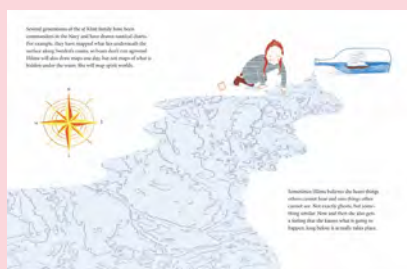 Several generations of the af Klint family have been
commanders in the Navy and have drawn nautical charts.
For example, they have mapped what lies underneath the
surface along Sweden's coasts, so boats don't run aground.
Hilma will also draw maps one day, but not maps of what is
hidden under the water. She will map spirit worlds.
Sometimes Hilma believes she hears things
others cannot hear and sees things others
cannot see. Not exactly ghosts, but some-
thing similar. Now and then she also gets
a feeling that she knows what is going to
happen, long before it actually takes place.